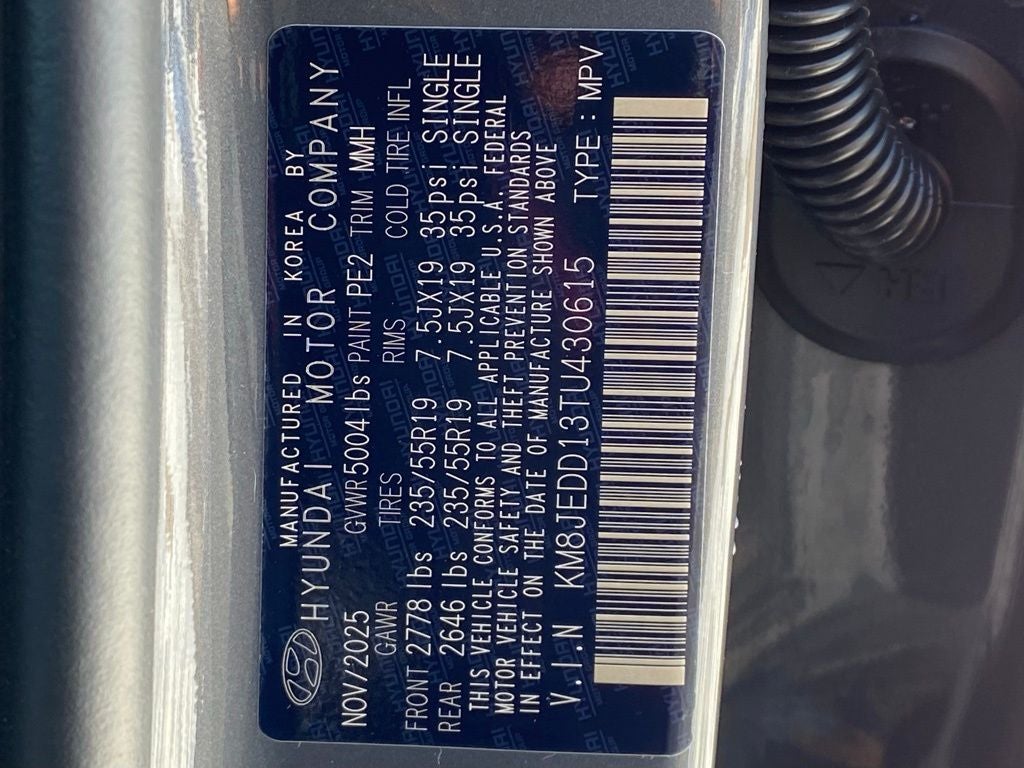 MANUFACTURED IN KOREA BY
HYUNDAI MOTOR COMPANY
NOV/2025 GVWR 5004 lbs PAINT PE2 TRIM MMH
GAWR TIRES RIMS COLD TIRE INFL
FRONT 2778 lbs 235/55R19 7.5JX19 35psi SINGLE
REAR 2646 lbs 235/55R19 7.5JX19 35psi SINGLE
THIS VEHICLE CONFORMS TO ALL APPLICABLE U.S.A. FEDERAL
MOTOR VEHICLE SAFETY AND THEFT PREVENTION STANDARDS
IN EFFECT ON THE DATE OF MANUFACTURE SHOWN ABOVE
V.I.N KM8JEDD13TU430615 TYPE : MPV